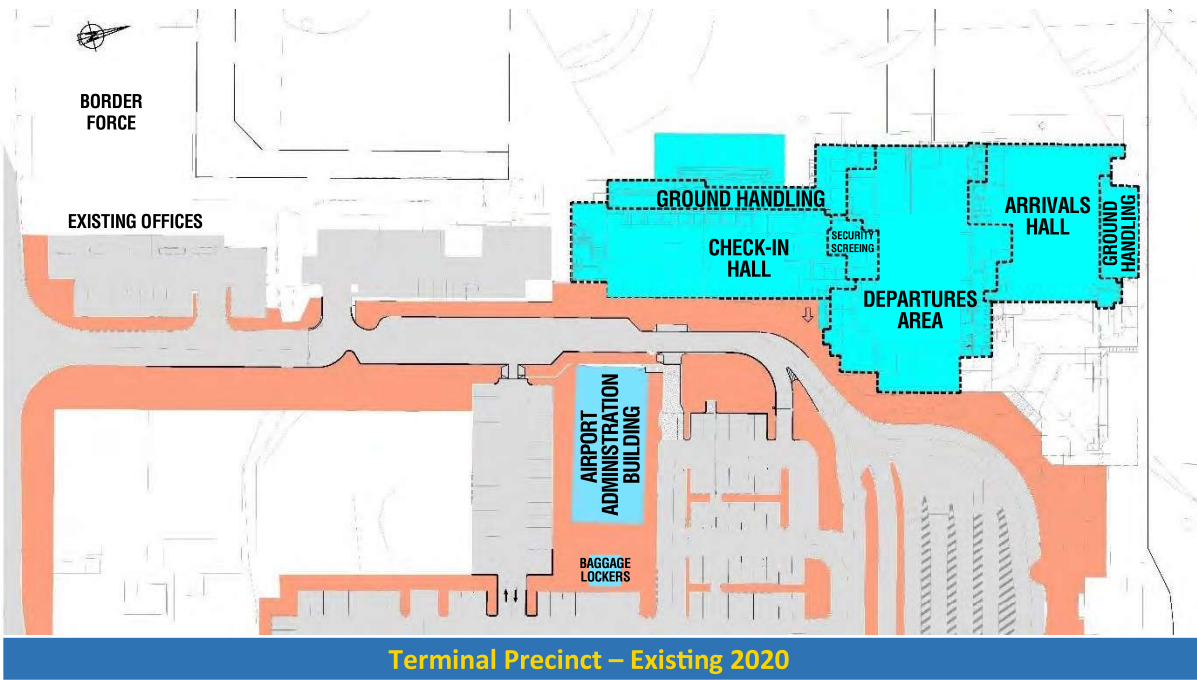 BORDER
FORCE
EXISTING OFFICES
GROUND HANDLING
CHECK-IN
HALL
SECURITY
SCREEING
DEPARTURES
AREA
ARRIVALS
HALL
GROUND
HANDLING
AIRPORT
ADMINISTRATION
BUILDING
BAGGAGE
LOCKERS
Terminal Precinct – Existing 2020